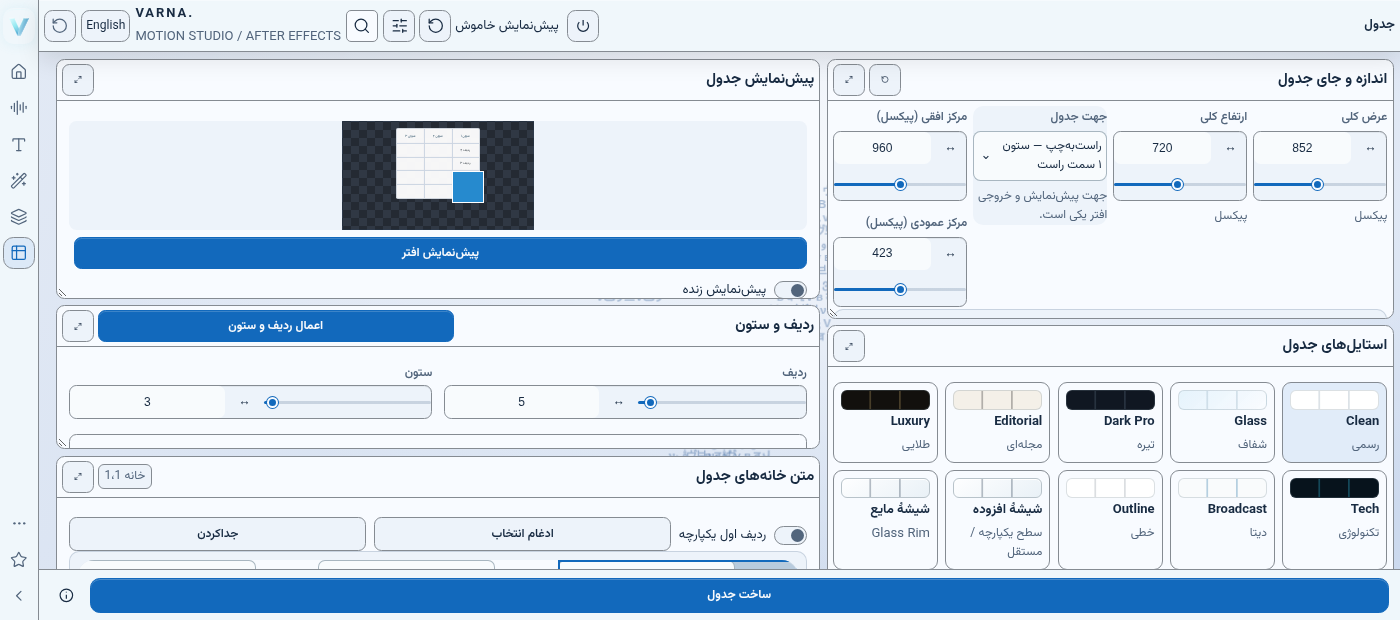 جدول
پیش‌نمایش خاموش
VARNA.
MOTION STUDIO / AFTER EFFECTS
English
اندازه و جای جدول
عرض کلی
852
پیکسل
ارتفاع کلی
720
پیکسل
جهت جدول
راست‌به‌چپ — ستون
۱ سمت راست
جهت پیش‌نمایش و خروجی
افتر یکی است.
مرکز افقی (پیکسل)
960
مرکز عمودی (پیکسل)
423
استایل‌های جدول
Clean
رسمی
Glass
شفاف
Dark Pro
تیره
Editorial
مجله‌ای
Luxury
طلایی
Tech
تکنولوژی
Broadcast
دیتا
Outline
خطی
شیشهٔ افزوده
سطح یکپارچه /
مستقل
شیشهٔ مایع
Glass Rim
پیش‌نمایش جدول
پیش‌نمایش افتر
پیش‌نمایش زنده
ردیف و ستون
اعمال ردیف و ستون
ردیف
5
ستون
3
متن خانه‌های جدول
خانه 1،1
ردیف اول یکپارچه
ادغام انتخاب
جداکردن
ساخت جدول